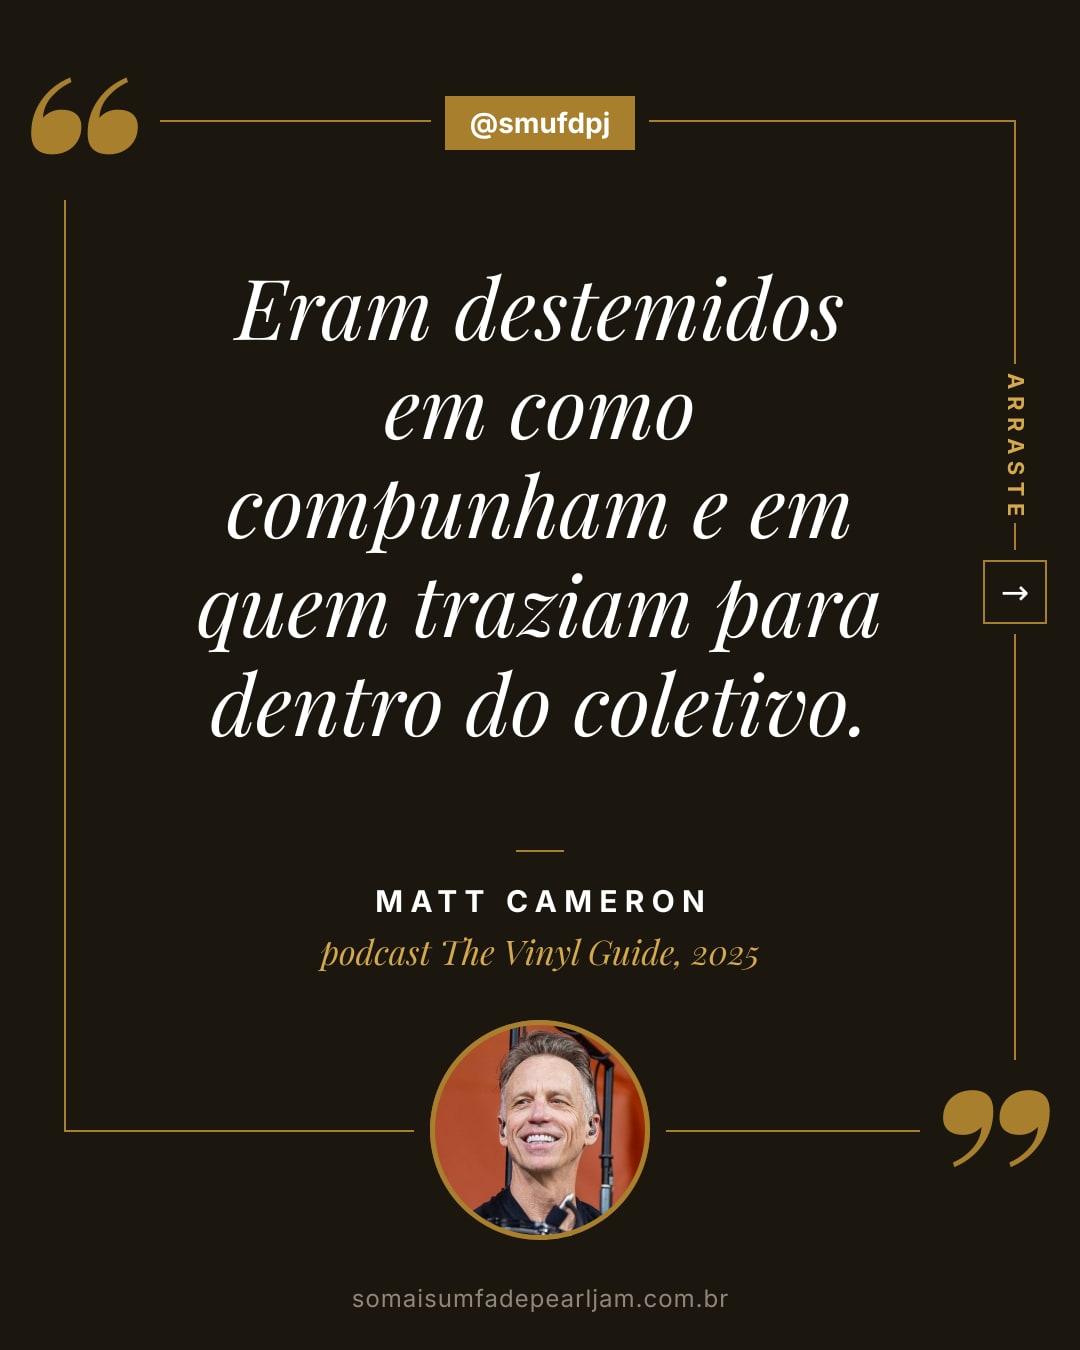 “
@smufdpj
Eram destemidos
em como
compunham e em
quem traziam para
dentro do coletivo.
ARRASTE
→
MATT CAMERON
podcast The Vinyl Guide, 2025
”
somaisumfadepearljam.com.br